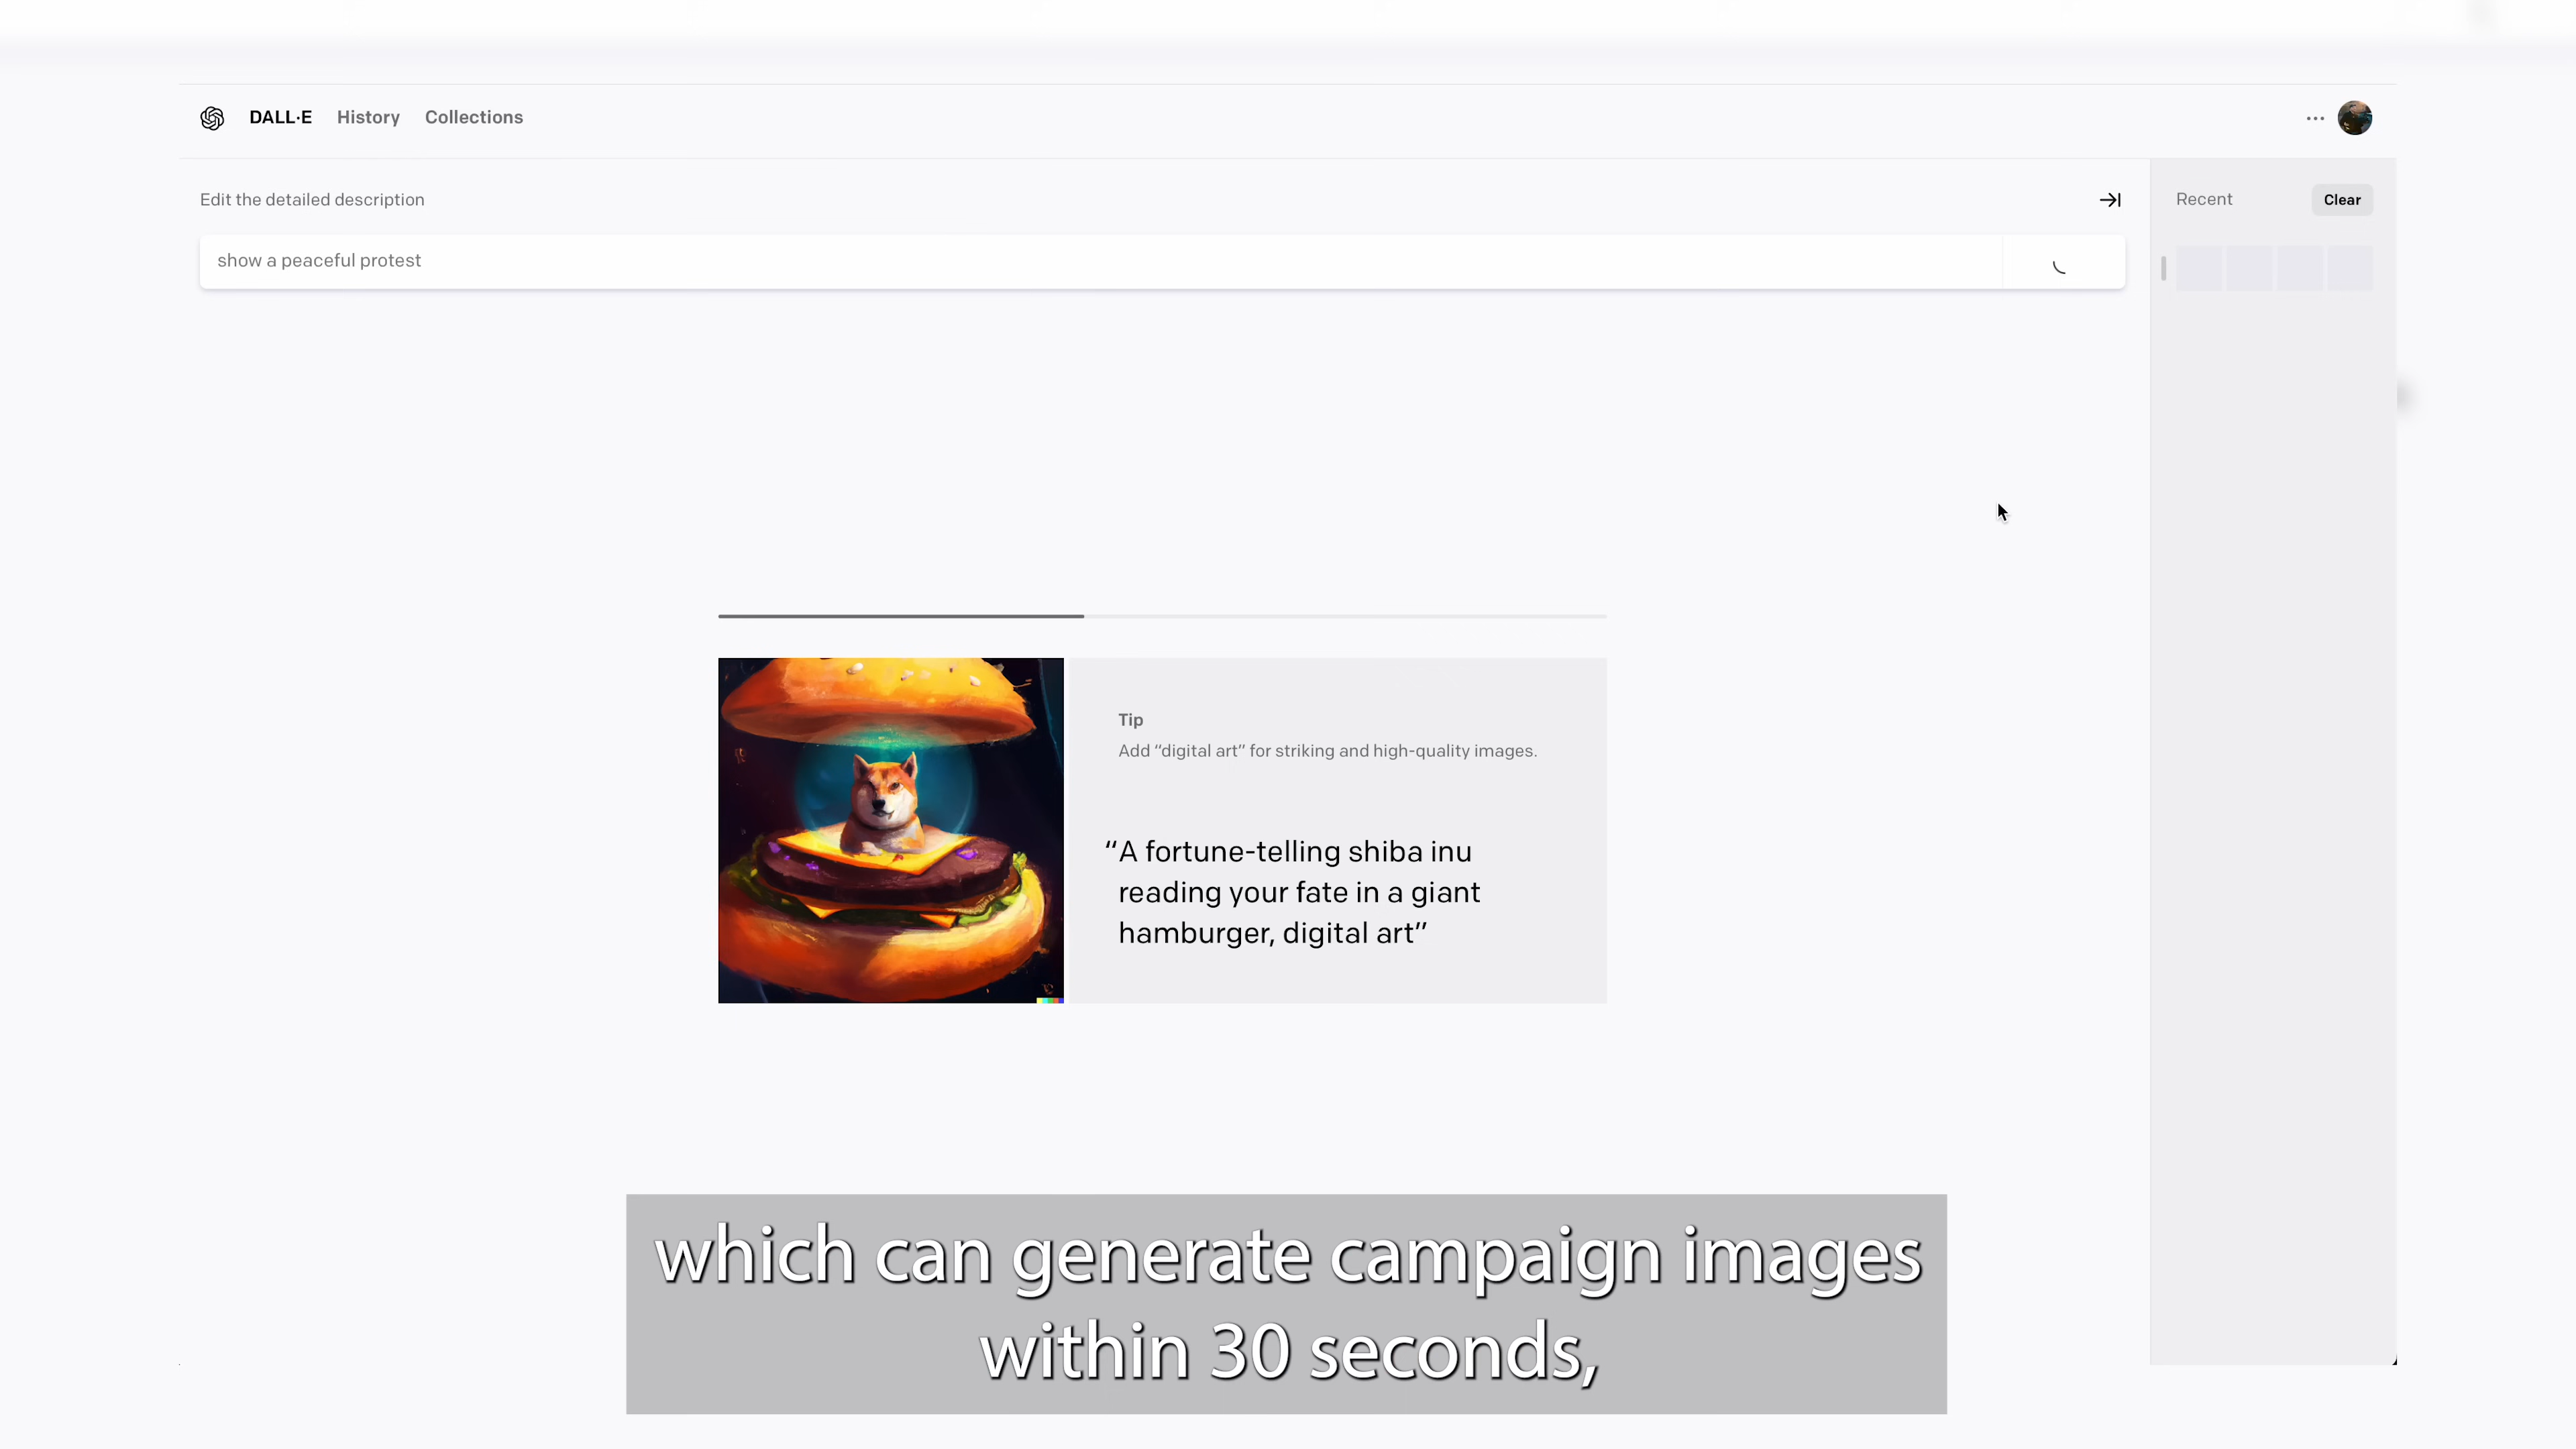 DALL·E History Collections
Edit the detailed description
Recent Clear
show a peaceful protest
Tip
Add “digital art” for striking and high-quality images.
“A fortune-telling shiba inu
reading your fate in a giant
hamburger, digital art”
which can generate campaign images
within 30 seconds,